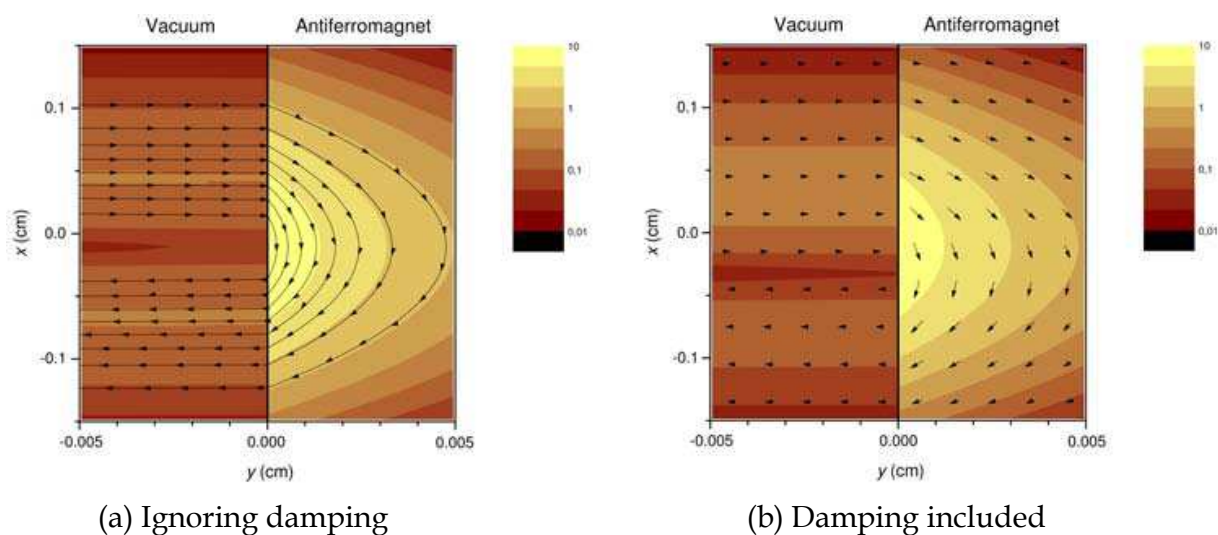 Vacuum Antiferromagnet
10
1
0,1
0,01
0.1
0.0
-0.1
x (cm)
-0.005 0.000 0.005
y (cm)
(a) Ignoring damping
Vacuum Antiferromagnet
10
1
0,1
0,01
0.1
0.0
-0.1
x (cm)
-0.005 0.000 0.005
y (cm)
(b) Damping included